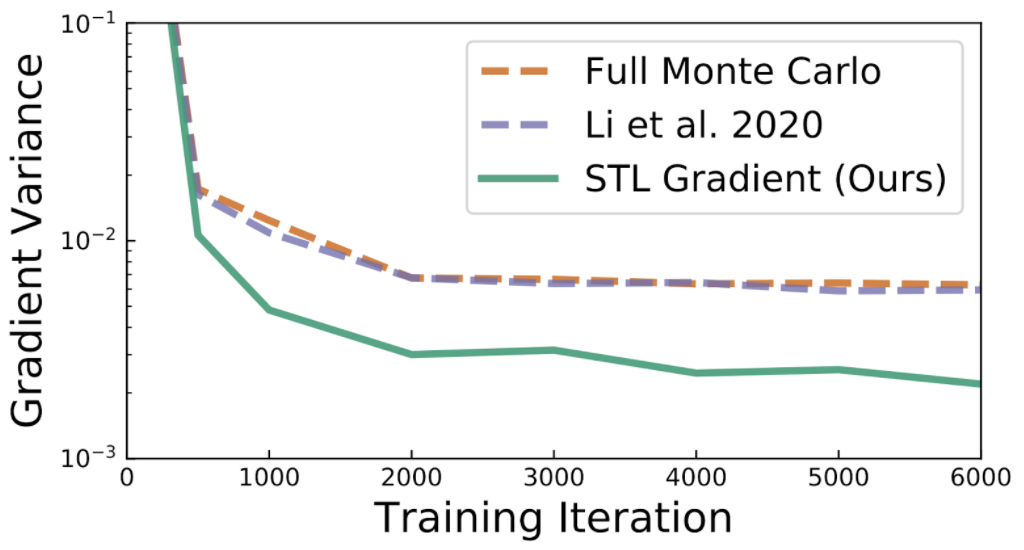 Gradient Variance
10⁻¹
10⁻²
10⁻³
Full Monte Carlo
Li et al. 2020
STL Gradient (Ours)
0 1000 2000 3000 4000 5000 6000
Training Iteration